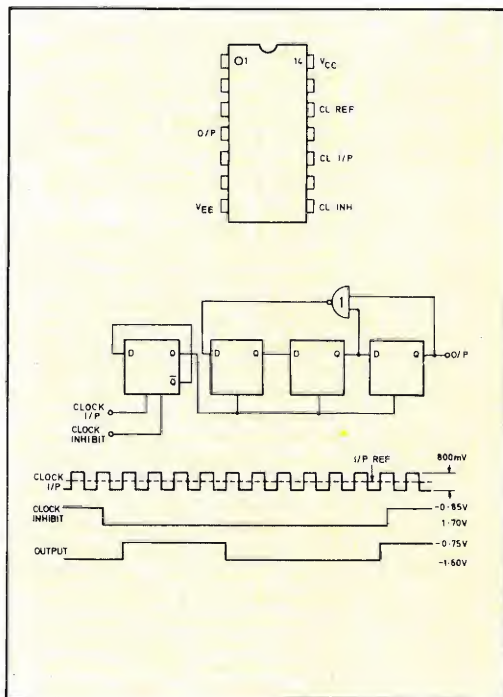 1 14 VCC
CL REF
O/P
CL I/P
VEE CL INH
1
D Q D Q D Q D Q
O/P
Q̅
CLOCK
I/P
CLOCK
INHIBIT
I/P REF 800mV
CLOCK
I/P
CLOCK
INHIBIT
-0·85V
1·70V
OUTPUT
-0·75V
-1·60V